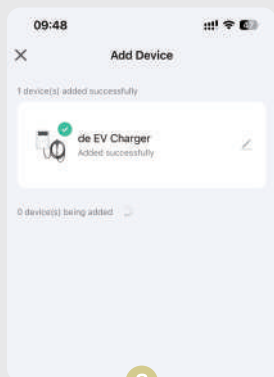 09:48
Add Device
1 device(s) added successfully
de EV Charger
Added successfully
0 device(s) being added